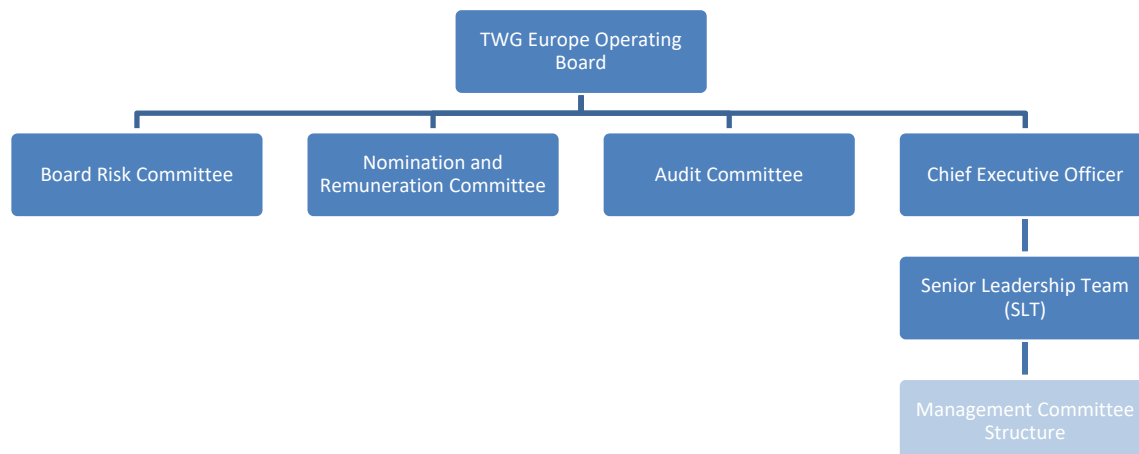 TWG Europe Operating
Board
Board Risk Committee
Nomination and
Remuneration Committee
Audit Committee
Chief Executive Officer
Senior Leadership Team
(SLT)
Management Committee
Structure